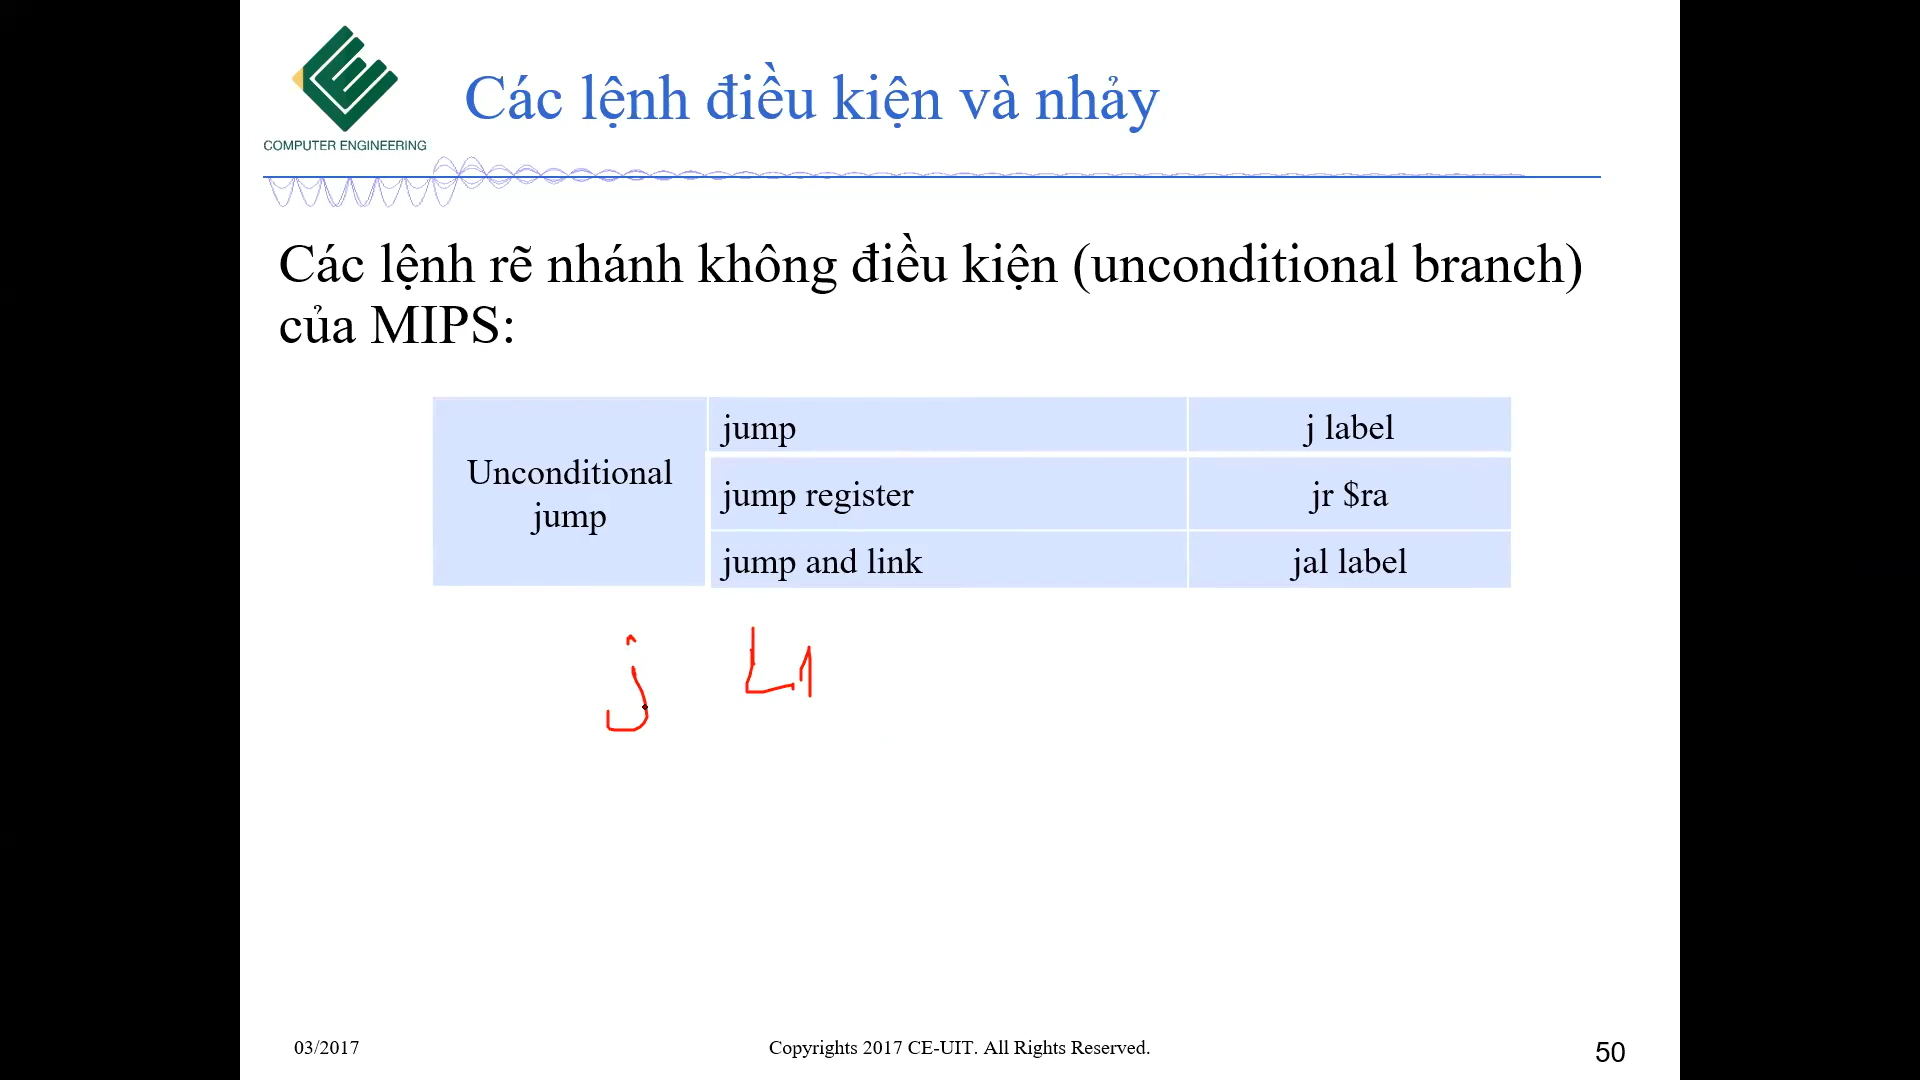 COMPUTER ENGINEERING
Các lệnh điều kiện và nhảy
Các lệnh rẽ nhánh không điều kiện (unconditional branch)
của MIPS:
Unconditional
jump
jump
j label
jump register
jr $ra
jump and link
jal label
j L1
03/2017
Copyrights 2017 CE-UIT. All Rights Reserved.
50